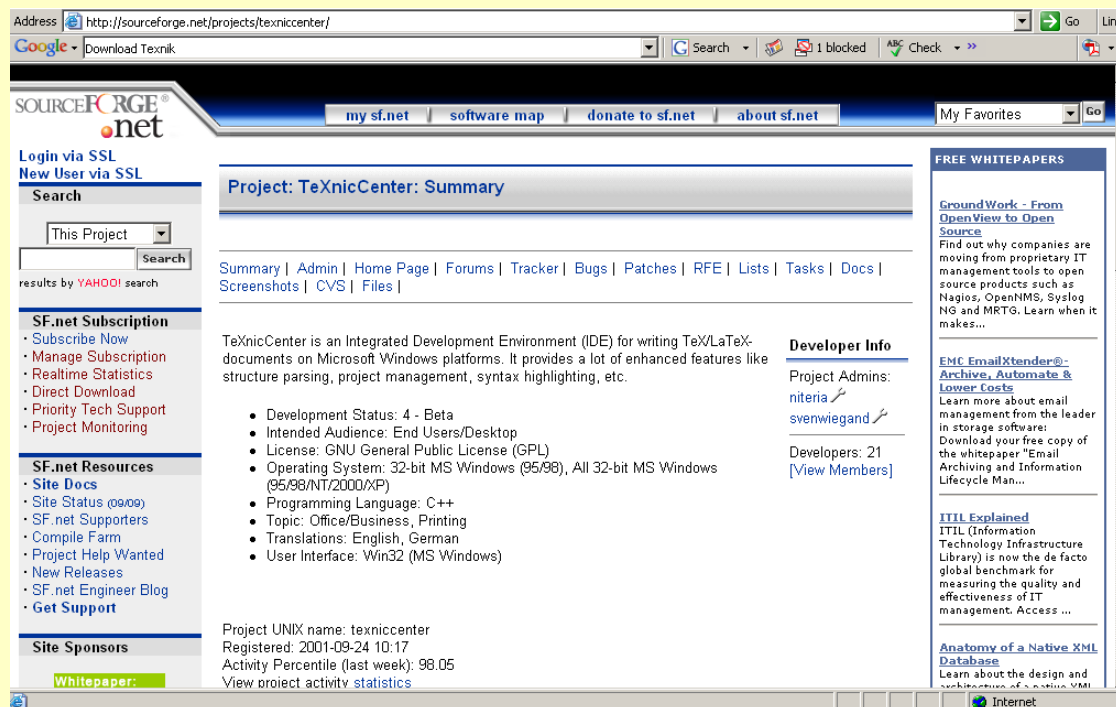 Address http://sourceforge.net/projects/texniccenter/ Go Lin
Google Download Texnik Search 1 blocked ABC Check »
SOURCEFORGE®
.net
my sf.net software map donate to sf.net about sf.net
My Favorites Go
Login via SSL
New User via SSL
Search
This Project
Search
results by YAHOO! search
SF.net Subscription
· Subscribe Now
· Manage Subscription
· Realtime Statistics
· Direct Download
· Priority Tech Support
· Project Monitoring
SF.net Resources
· Site Docs
· Site Status (09/09)
· SF.net Supporters
· Compile Farm
· Project Help Wanted
· New Releases
· SF.net Engineer Blog
· Get Support
Site Sponsors
Whitepaper:
Project: TeXnicCenter: Summary
Summary | Admin | Home Page | Forums | Tracker | Bugs | Patches | RFE | Lists | Tasks | Docs |
Screenshots | CVS | Files |
TeXnicCenter is an Integrated Development Environment (IDE) for writing TeX/LaTeX-
documents on Microsoft Windows platforms. It provides a lot of enhanced features like
structure parsing, project management, syntax highlighting, etc.
• Development Status: 4 - Beta
• Intended Audience: End Users/Desktop
• License: GNU General Public License (GPL)
• Operating System: 32-bit MS Windows (95/98), All 32-bit MS Windows
(95/98/NT/2000/XP)
• Programming Language: C++
• Topic: Office/Business, Printing
• Translations: English, German
• User Interface: Win32 (MS Windows)
Project UNIX name: texniccenter
Registered: 2001-09-24 10:17
Activity Percentile (last week): 98.05
View project activity statistics
Developer Info
Project Admins:
niteria
svenwiegand
Developers: 21
[View Members]
FREE WHITEPAPERS
GroundWork - From
OpenView to Open
Source
Find out why companies are
moving from proprietary IT
management tools to open
source products such as
Nagios, OpenNMS, Syslog
NG and MRTG. Learn when it
makes...
EMC EmailXtender®-
Archive, Automate &
Lower Costs
Learn more about email
management from the leader
in storage software:
Download your free copy of
the whitepaper "Email
Archiving and Information
Lifecycle Man...
ITIL Explained
ITIL (Information
Technology Infrastructure
Library) is now the de facto
global benchmark for
measuring the quality and
effectiveness of IT
management. Access ...
Anatomy of a Native XML
Database
Learn about the design and
architecture of a native XML
Internet